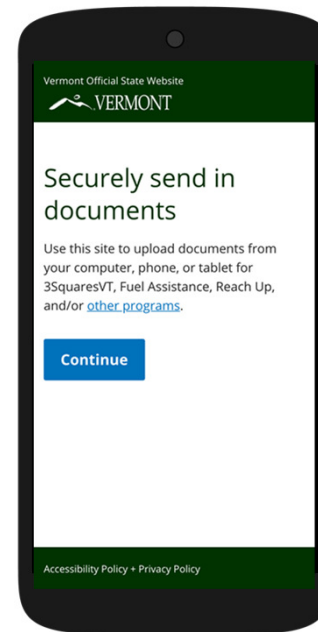 Vermont Official State Website
VERMONT
Securely send in
documents
Use this site to upload documents from
your computer, phone, or tablet for
3SquaresVT, Fuel Assistance, Reach Up,
and/or other programs.
Continue
Accessibility Policy + Privacy Policy